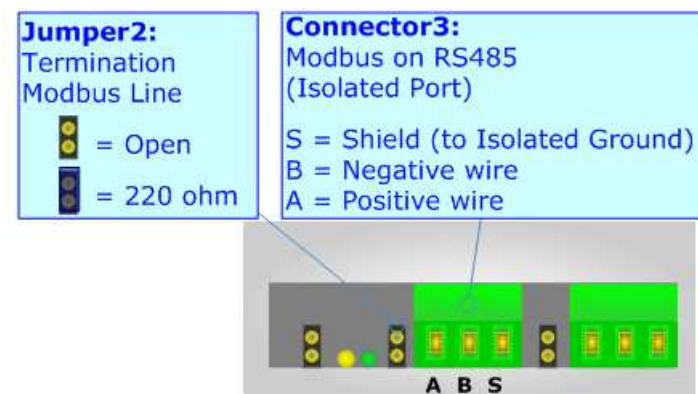 Jumper2:
Termination
Modbus Line
= Open
= 220 ohm
Connector3:
Modbus on RS485
(Isolated Port)
S = Shield (to Isolated Ground)
B = Negative wire
A = Positive wire
A B S